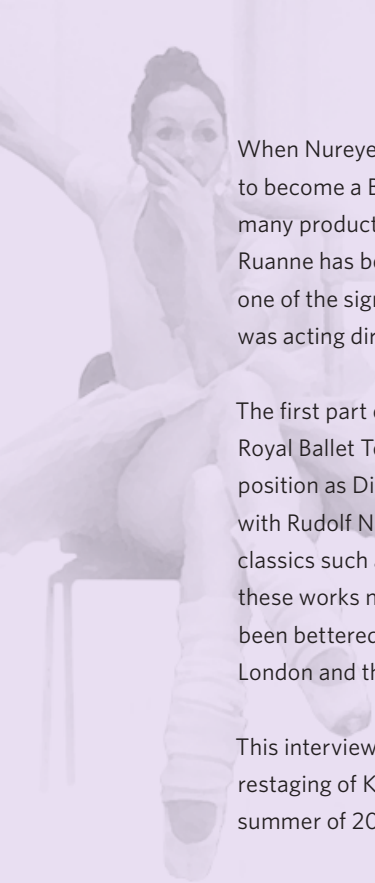 When Nureye
to become a B
many product
Ruanne has be
one of the sign
was acting dir
The first part o
Royal Ballet To
position as Di
with Rudolf N
classics such a
these works n
been bettered
London and th
This interview
restaging of K
summer of 20